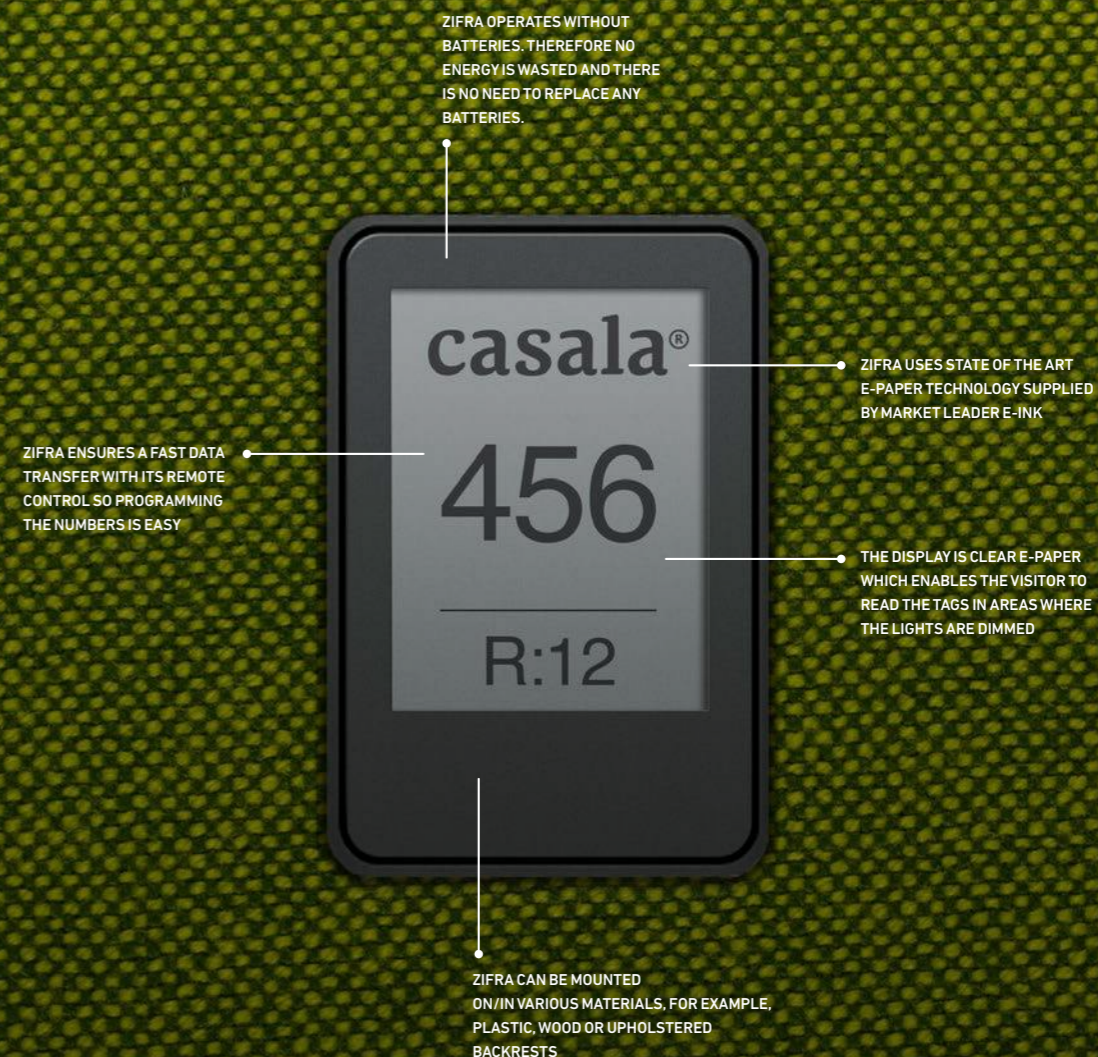 ZIFRA OPERATES WITHOUT
BATTERIES. THEREFORE NO
ENERGY IS WASTED AND THERE
IS NO NEED TO REPLACE ANY
BATTERIES.
casala®
ZIFRA USES STATE OF THE ART
E-PAPER TECHNOLOGY SUPPLIED
BY MARKET LEADER E-INK
ZIFRA ENSURES A FAST DATA
TRANSFER WITH ITS REMOTE
CONTROL SO PROGRAMMING
THE NUMBERS IS EASY
456
THE DISPLAY IS CLEAR E-PAPER
WHICH ENABLES THE VISITOR TO
READ THE TAGS IN AREAS WHERE
THE LIGHTS ARE DIMMED
R:12
ZIFRA CAN BE MOUNTED
ON/IN VARIOUS MATERIALS, FOR EXAMPLE,
PLASTIC, WOOD OR UPHOLSTERED
BACKRESTS